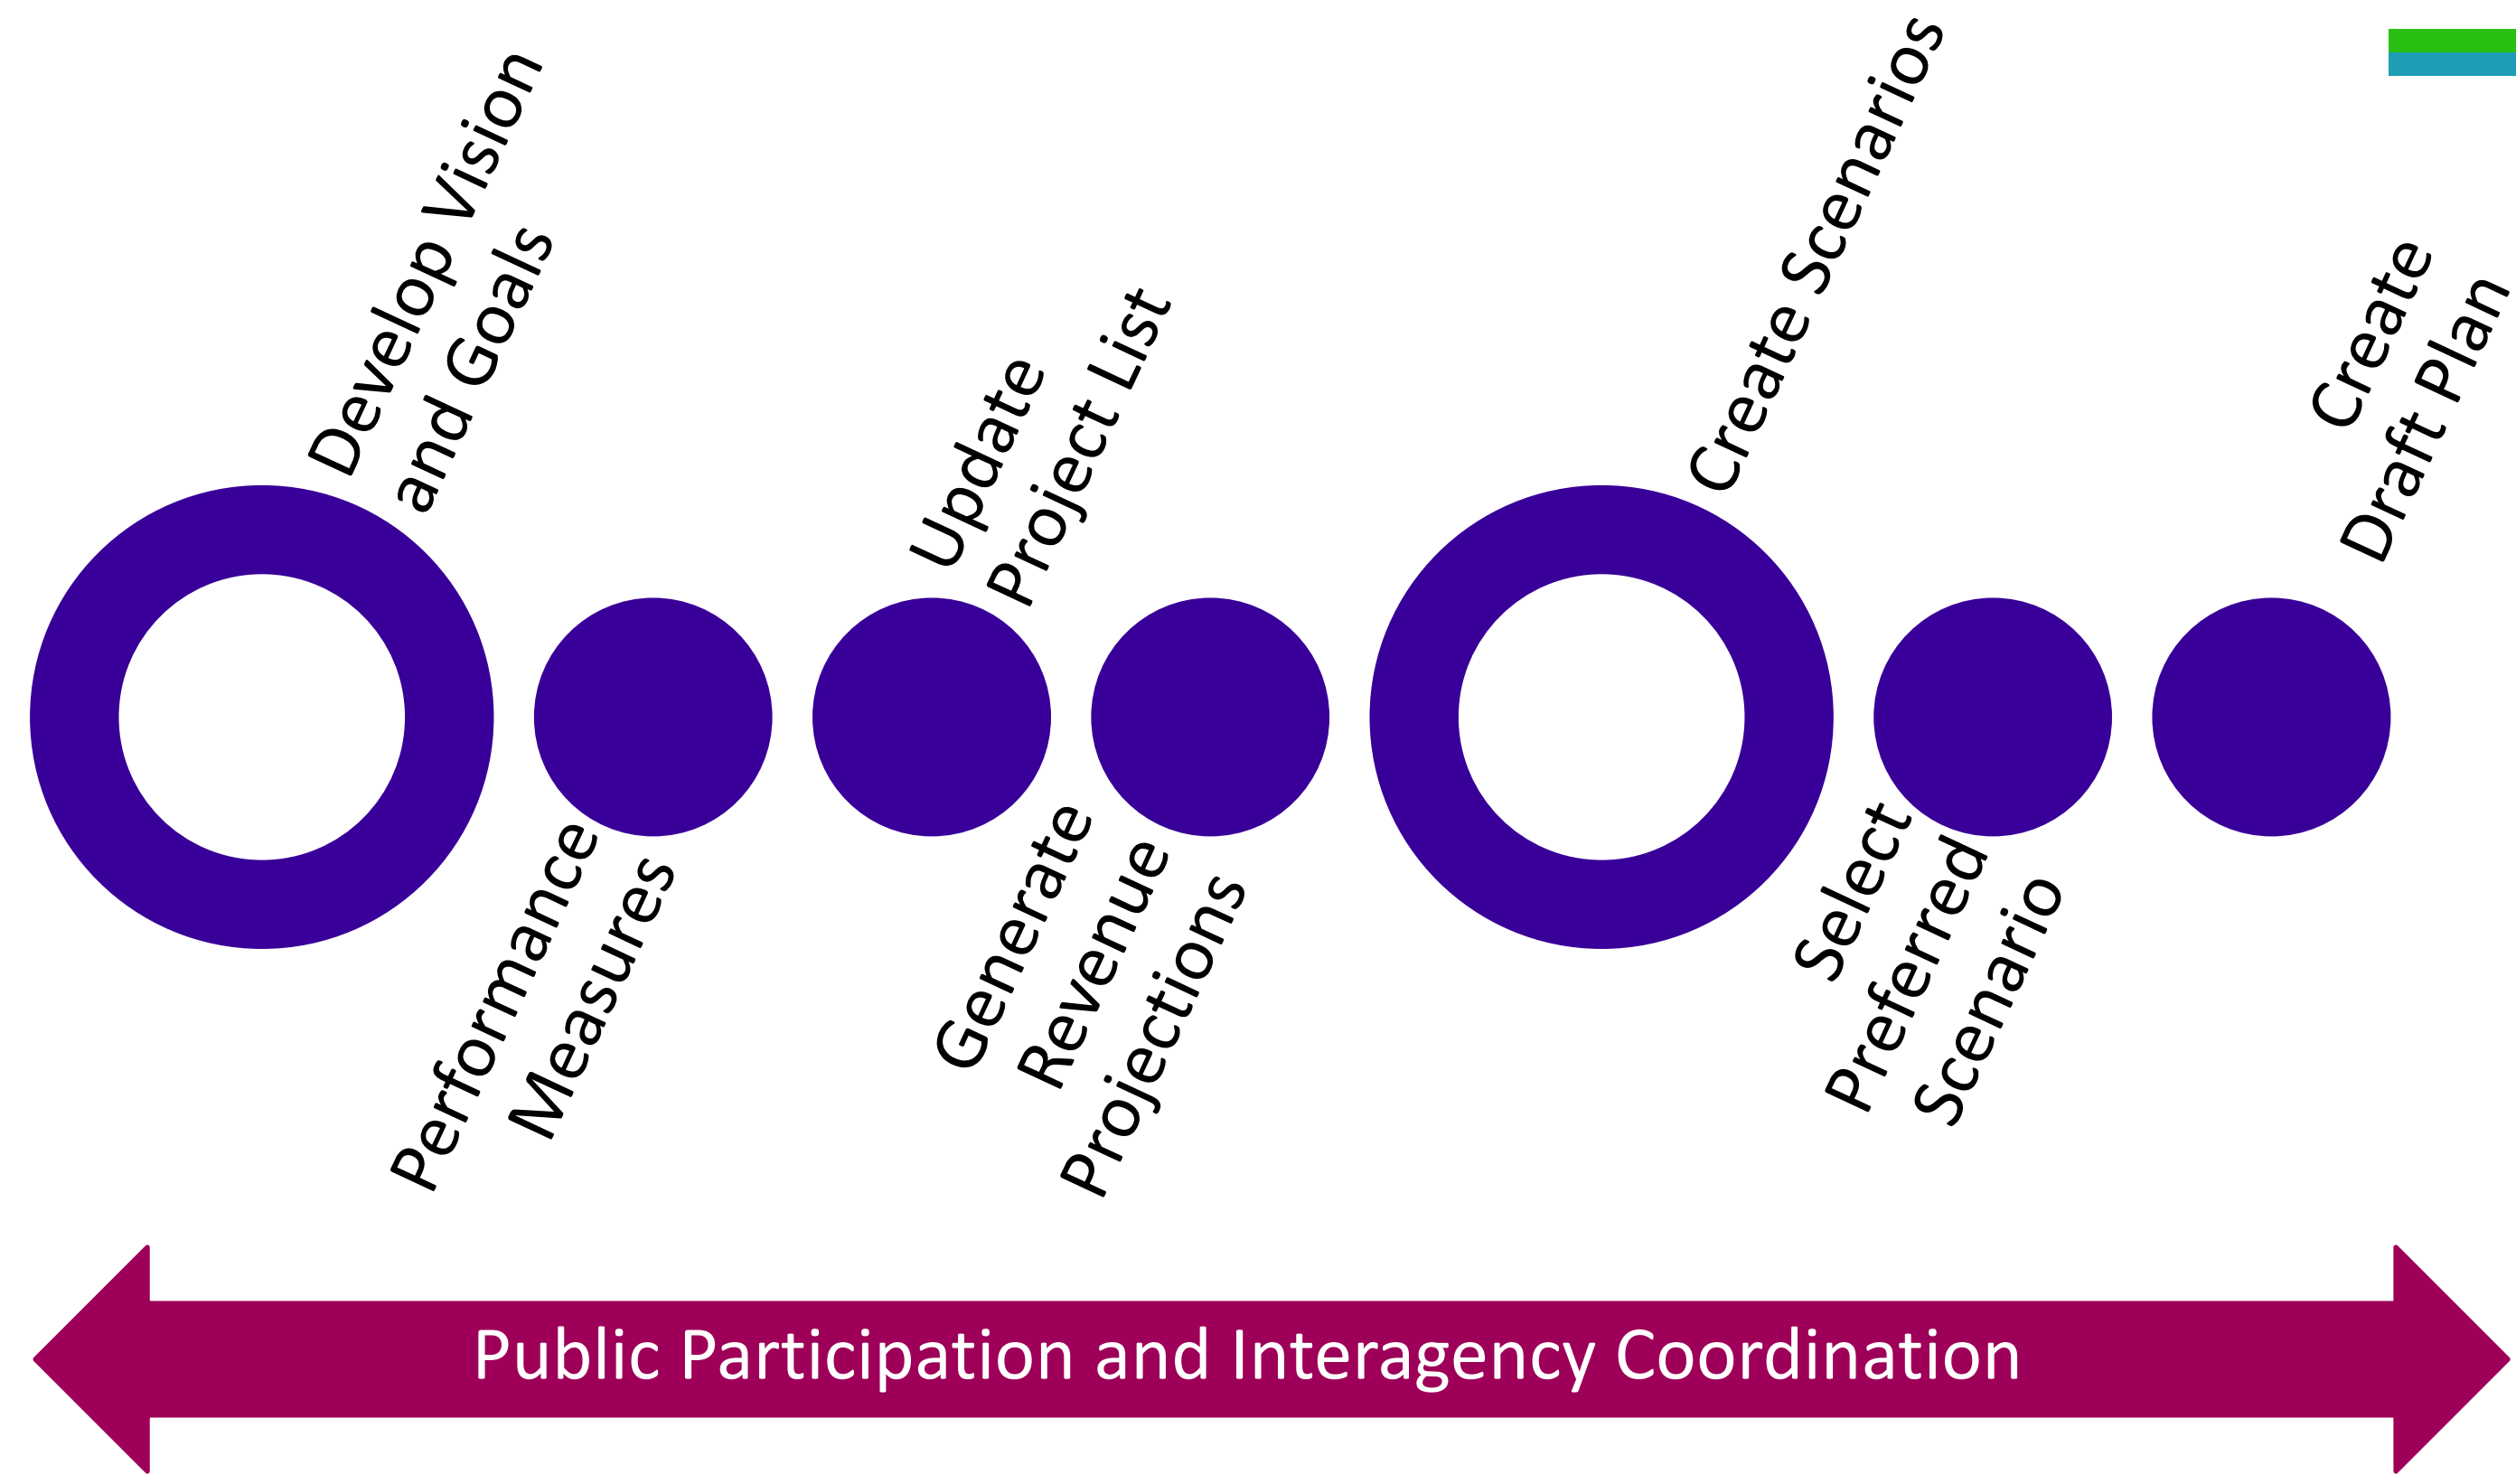 Develop Vision
and Goals
Performance
Measures
Update
Project List
Generate
Revenue
Projections
Create Scenarios
Select
Preferred
Scenario
Create
Draft Plan
Public Participation and Interagency Coordination